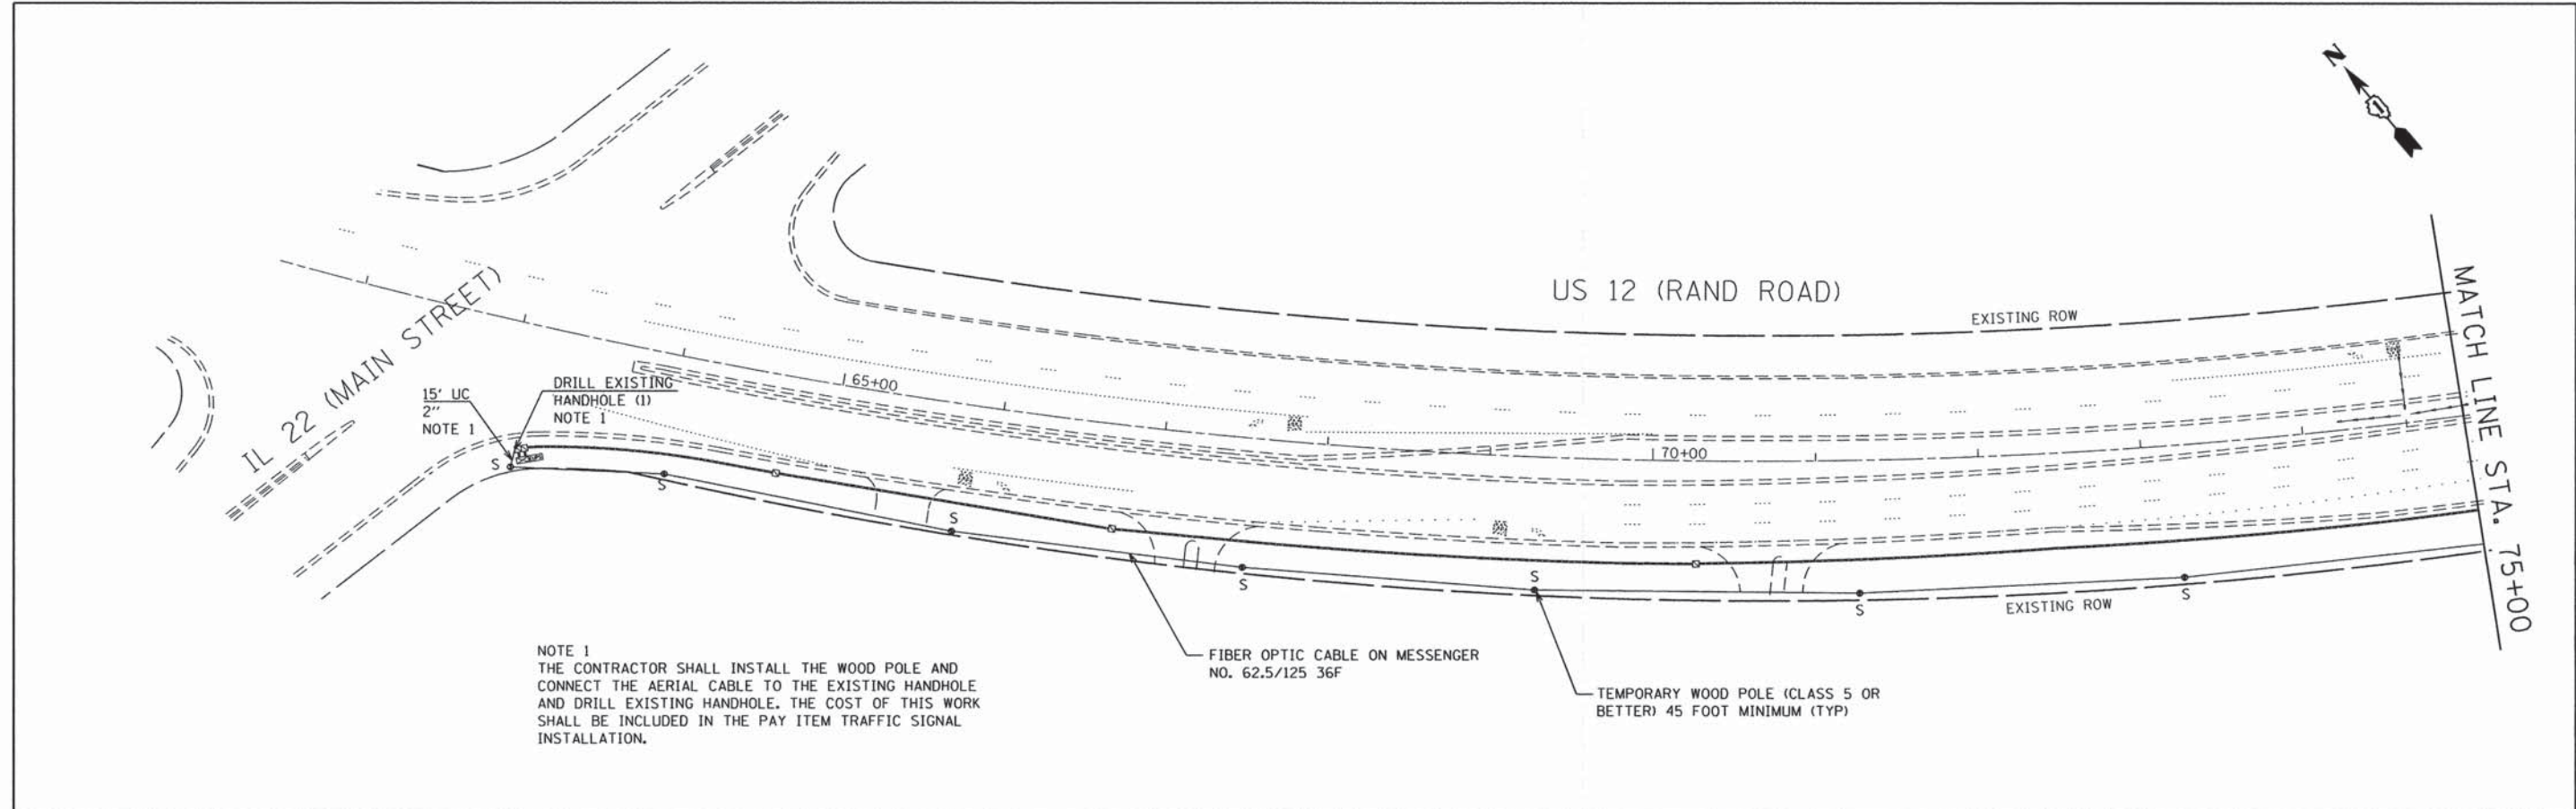 N
US 12 (RAND ROAD)
EXISTING ROW
MATCH LINE STA. 75+00
IL 22 (MAIN STREET)
65+00
70+00
15' UC
2"
NOTE 1
DRILL EXISTING
HANDHOLE (1)
NOTE 1
S
S
S
S
S
S
S
EXISTING ROW
FIBER OPTIC CABLE ON MESSENGER
NO. 62.5/125 36F
TEMPORARY WOOD POLE (CLASS 5 OR
BETTER) 45 FOOT MINIMUM (TYP)
NOTE 1
THE CONTRACTOR SHALL INSTALL THE WOOD POLE AND
CONNECT THE AERIAL CABLE TO THE EXISTING HANDHOLE
AND DRILL EXISTING HANDHOLE. THE COST OF THIS WORK
SHALL BE INCLUDED IN THE PAY ITEM TRAFFIC SIGNAL
INSTALLATION.